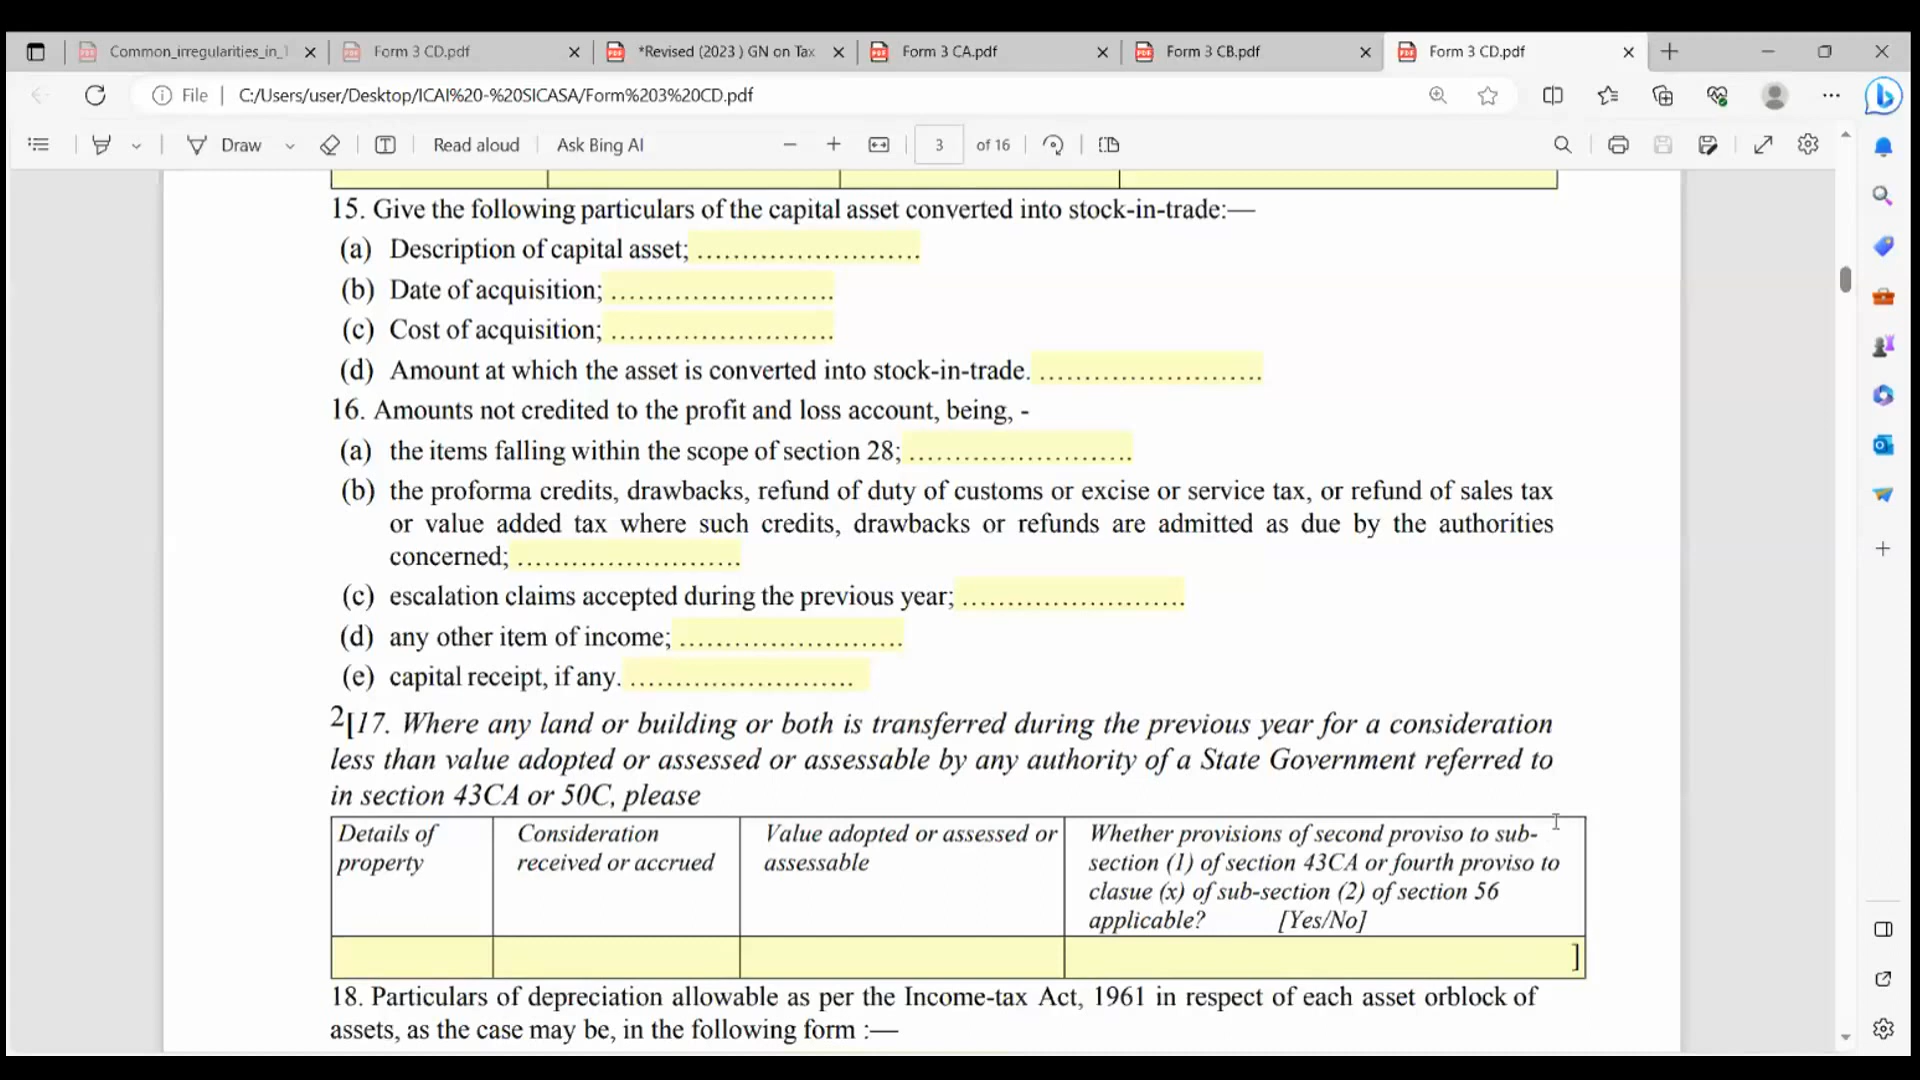 Common_irregularities_in_T
Form 3 CD.pdf
*Revised (2023 ) GN on Tax
Form 3 CA.pdf
Form 3 CB.pdf
Form 3 CD.pdf
File
C:/Users/user/Desktop/ICAI%20-%20SICASA/Form%203%20CD.pdf
Draw
Read aloud
Ask Bing AI
3
of 16
15. Give the following particulars of the capital asset converted into stock-in-trade:—
(a) Description of capital asset; .........................
(b) Date of acquisition; .........................
(c) Cost of acquisition; .........................
(d) Amount at which the asset is converted into stock-in-trade. .........................
16. Amounts not credited to the profit and loss account, being, -
(a) the items falling within the scope of section 28; .........................
(b) the proforma credits, drawbacks, refund of duty of customs or excise or service tax, or refund of sales tax
or value added tax where such credits, drawbacks or refunds are admitted as due by the authorities
concerned; .........................
(c) escalation claims accepted during the previous year; .........................
(d) any other item of income; .........................
(e) capital receipt, if any. .........................
2[17. Where any land or building or both is transferred during the previous year for a consideration
less than value adopted or assessed or assessable by any authority of a State Government referred to
in section 43CA or 50C, please
Details of
property
Consideration
received or accrued
Value adopted or assessed or
assessable
Whether provisions of second proviso to sub-
section (1) of section 43CA or fourth proviso to
clasue (x) of sub-section (2) of section 56
applicable? [Yes/No]
]
18. Particulars of depreciation allowable as per the Income-tax Act, 1961 in respect of each asset orblock of
assets, as the case may be, in the following form :—